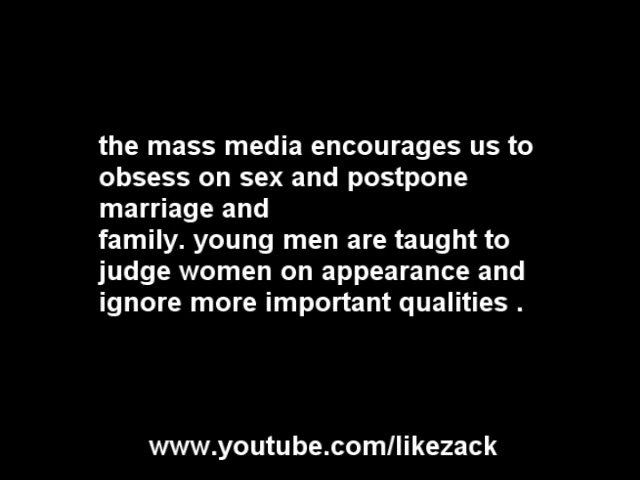 the mass media encourages us to
obsess on sex and postpone
marriage and
family. young men are taught to
judge women on appearance and
ignore more important qualities .
www.youtube.com/likezack